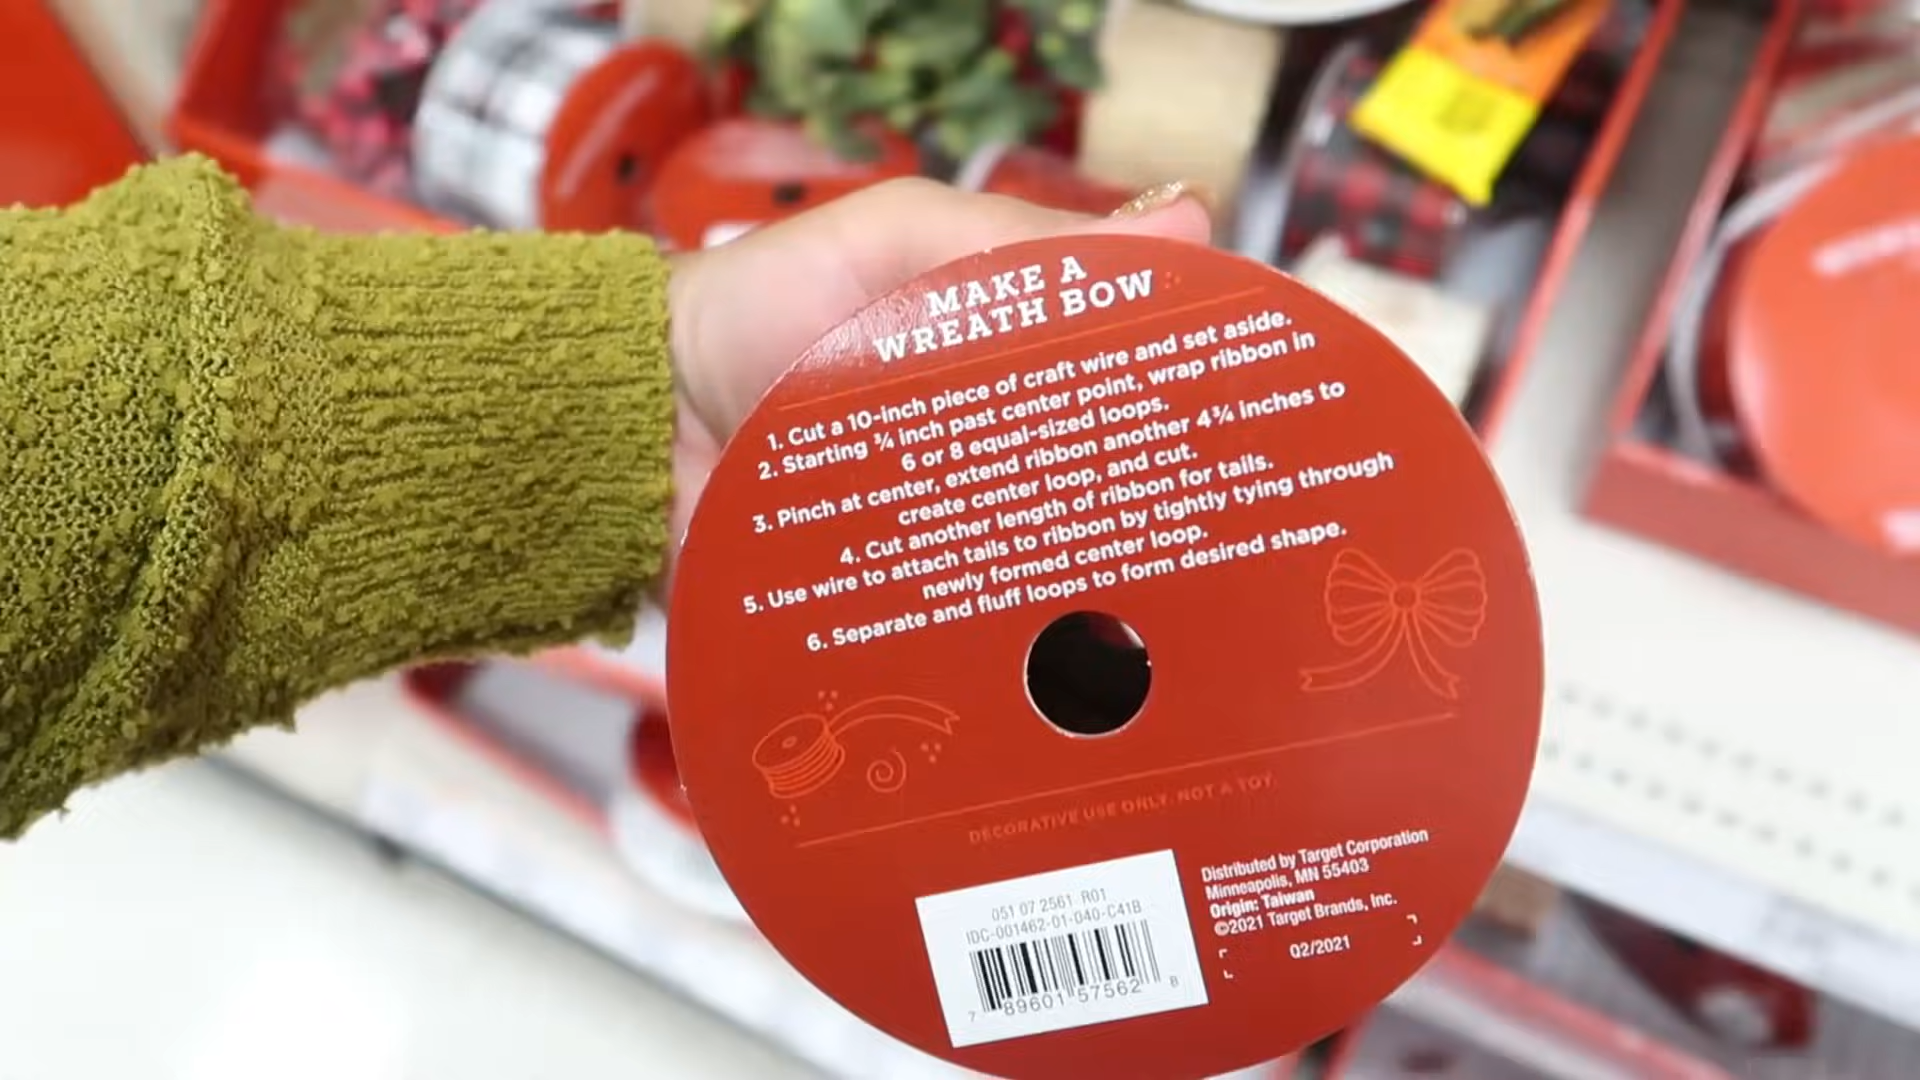 MAKE A
WREATH BOW
1. Cut a 10-inch piece of craft wire and set aside.
2. Starting ¾ inch past center point, wrap ribbon in
6 or 8 equal-sized loops.
3. Pinch at center, extend ribbon another 4¾ inches to
create center loop, and cut.
4. Cut another length of ribbon for tails.
5. Use wire to attach tails to ribbon by tightly tying through
newly formed center loop.
6. Separate and fluff loops to form desired shape.
DECORATIVE USE ONLY. NOT A TOY.
051 07 2561 R01
IDC-001462-01-040-C41B
7 89601 57562 8
Distributed by Target Corporation
Minneapolis, MN 55403
Origin: Taiwan
©2021 Target Brands, Inc.
Q2/2021